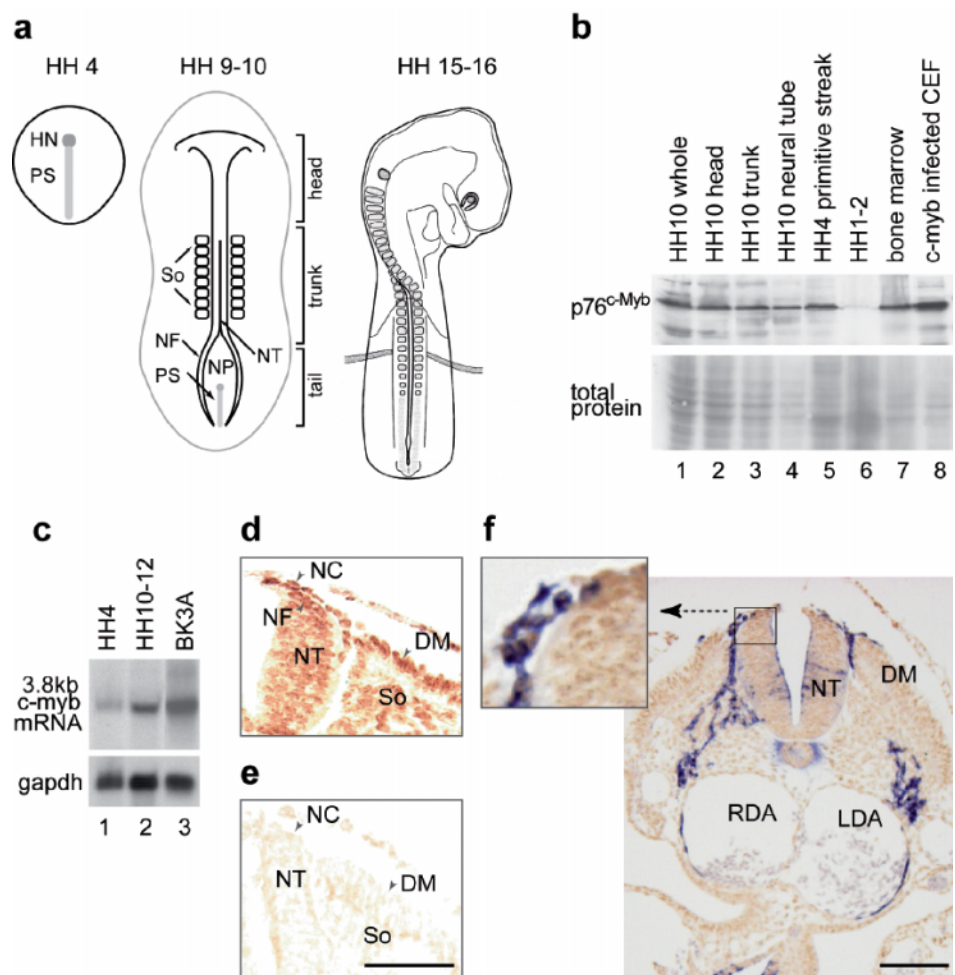 a
HH 4
HH 9-10
HH 15-16
HN
PS
So
NF
PS
NP
NT
head
trunk
tail
b
HH10 whole
HH10 head
HH10 trunk
HH10 neural tube
HH4 primitive streak
HH1-2
bone marrow
c-myb infected CEF
p76c-Myb
total
protein
1 2 3 4 5 6 7 8
c
HH4
HH10-12
BK3A
3.8kb
c-myb
mRNA
gapdh
1 2 3
d
NC
NF
NT
DM
So
e
NC
NT
DM
So
f
NT
DM
RDA
LDA